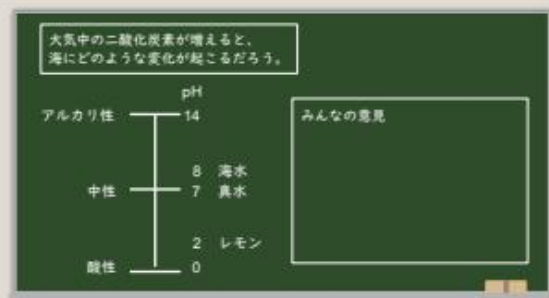 大気中の二酸化炭素が増えると、
海にどのような変化が起こるだろう。
pH
アルカリ性 14
8 海水
中性 7 真水
2 レモン
酸性 0
みんなの意見